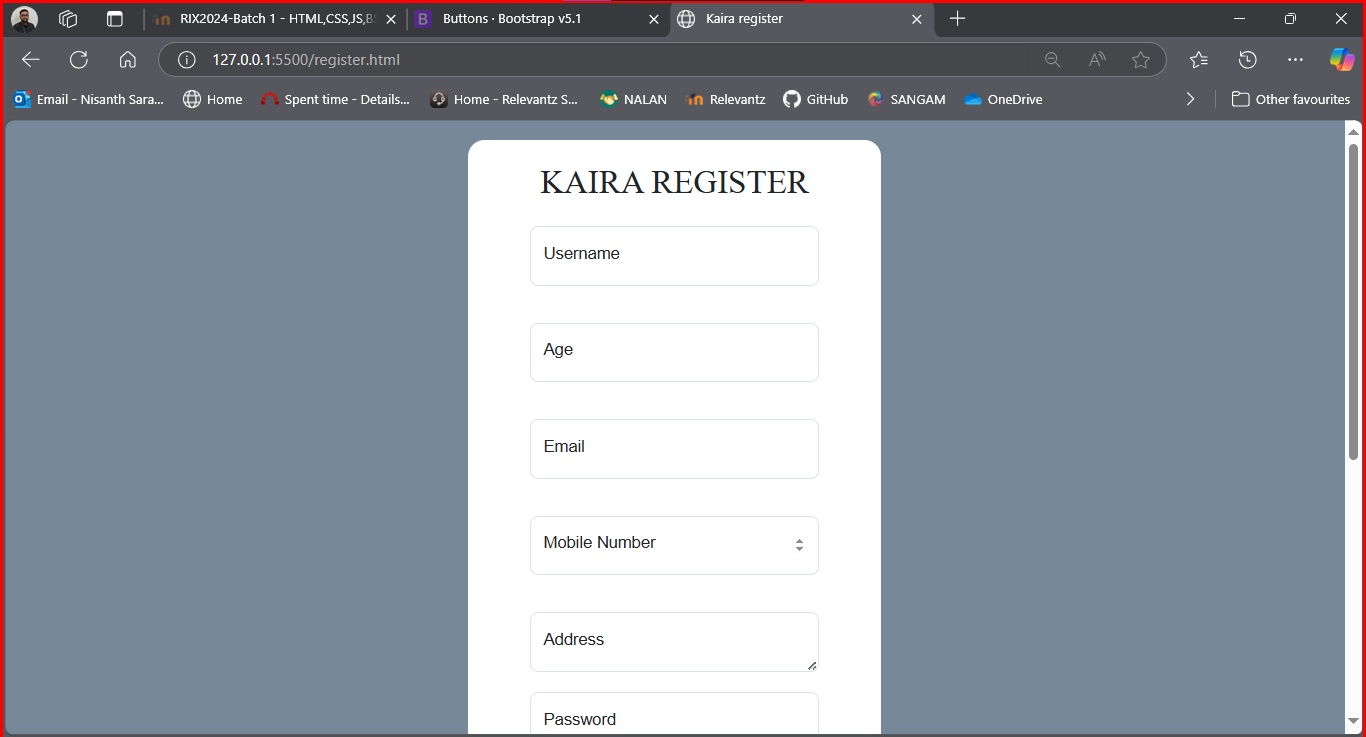 RIX2024-Batch 1 - HTML,CSS,JS,BS
Buttons · Bootstrap v5.1
Kaira register
127.0.0.1:5500/register.html
Email - Nisanth Sara...
Home
Spent time - Details...
Home - Relevantz S...
NALAN
Relevantz
GitHub
SANGAM
OneDrive
Other favourites
KAIRA REGISTER
Username
Age
Email
Mobile Number
Address
Password